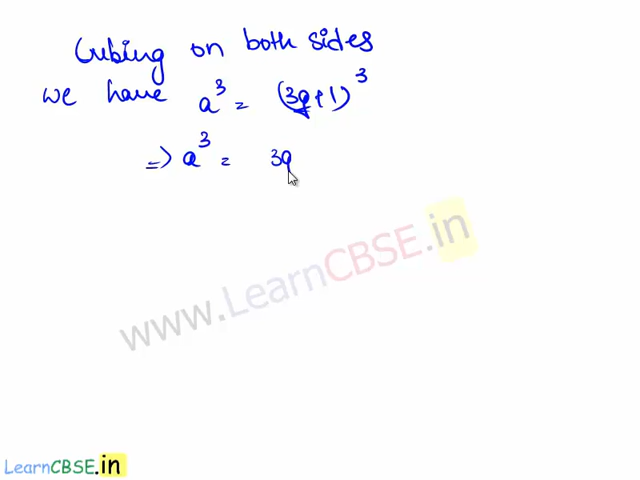 Cubing on both sides
we have a³ = (3q+1)³
=> a³ = 3q
www.LearnCBSE.in
LearnCBSE.in